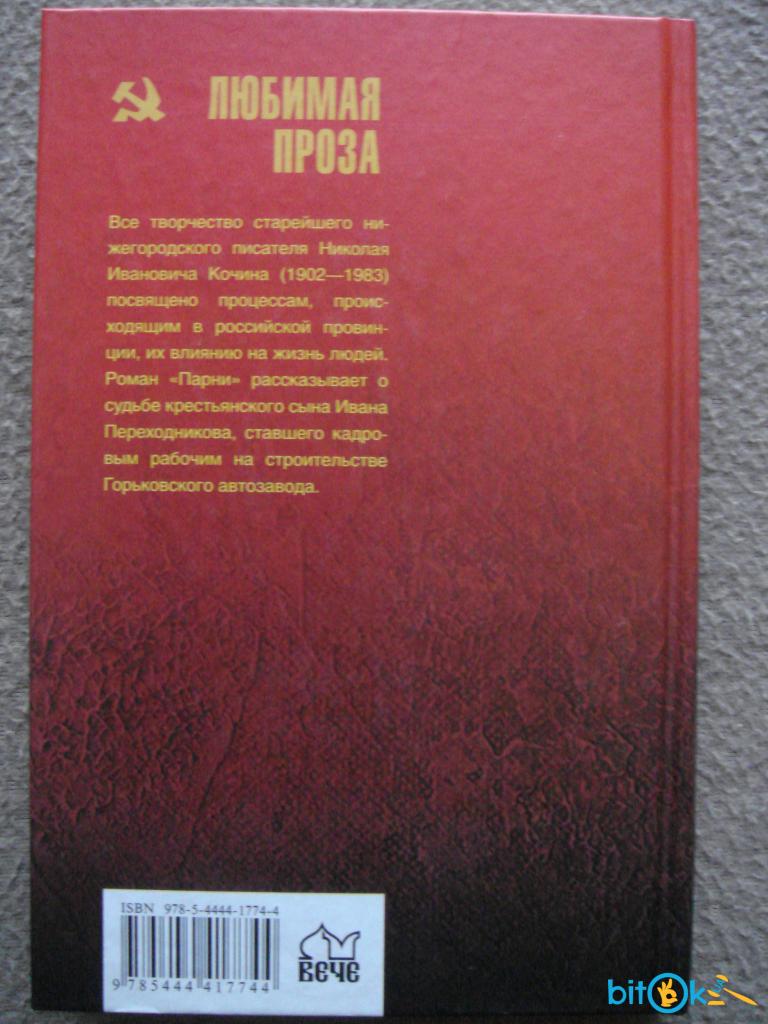 ЛЮБИМАЯ
ПРОЗА
Все творчество старейшего ни-
жегородского писателя Николая
Ивановича Кочина (1902—1983)
посвящено процессам, проис-
ходящим в российской провин-
ции, их влиянию на жизнь людей.
Роман «Парни» рассказывает о
судьбе крестьянского сына Ивана
Переходникова, ставшего кадро-
вым рабочим на строительстве
Горьковского автозавода.
ISBN 978-5-4444-1774-4
9 785444 417744
ВЕЧЕ
bitOk